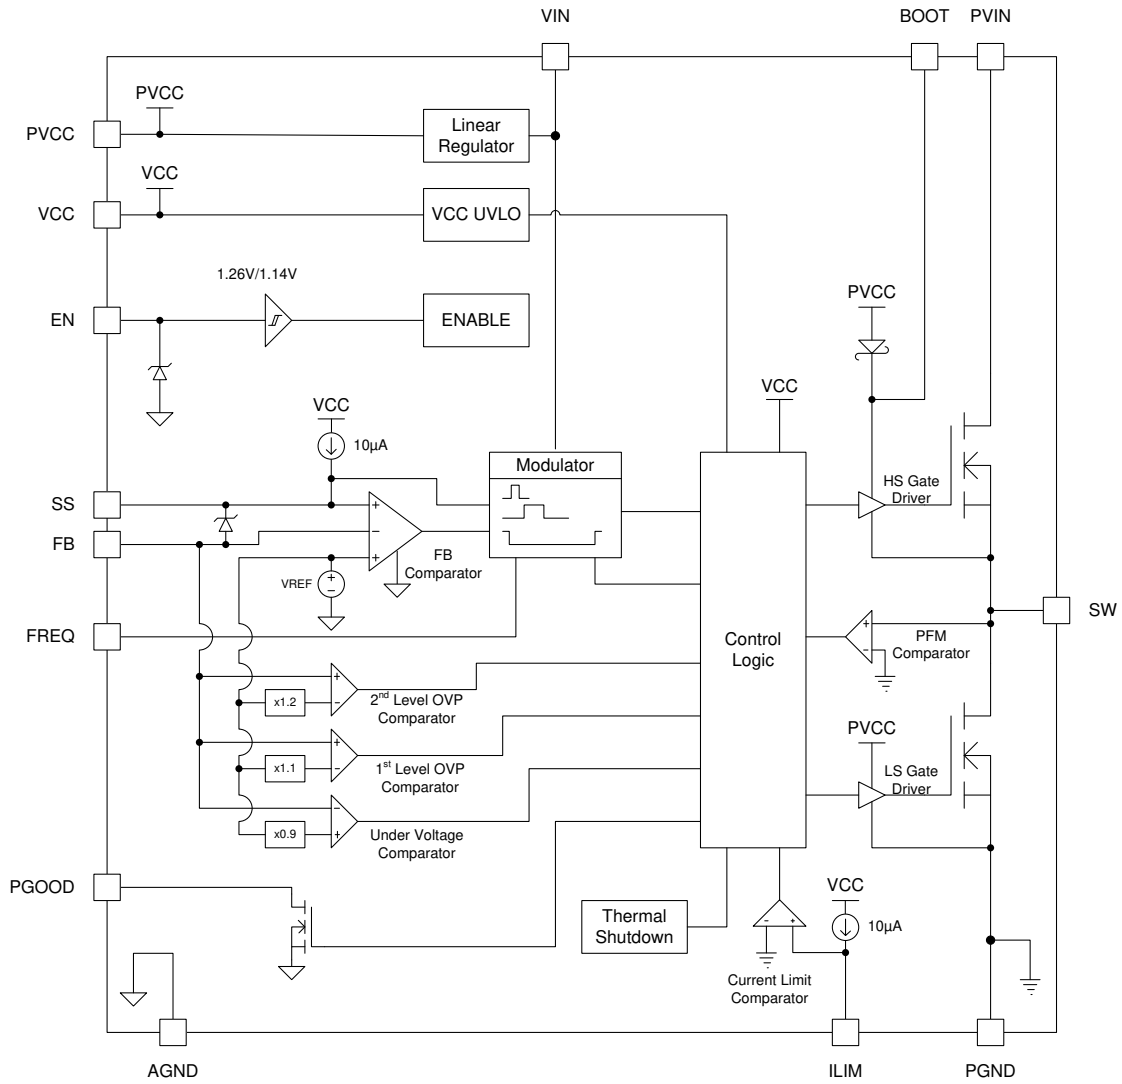 VIN
BOOT
PVIN
PVCC
PVCC
Linear
Regulator
VCC
VCC
VCC UVLO
1.26V/1.14V
EN
ENABLE
PVCC
VCC
VCC
10µA
Modulator
SS
FB
+
−
+
FB
Comparator
VREF
+
−
HS Gate
Driver
FREQ
SW
Control
Logic
+
-
PFM
Comparator
x1.2
+
−
2nd Level OVP
Comparator
x1.1
+
−
1st Level OVP
Comparator
PVCC
LS Gate
Driver
x0.9
−
+
Under Voltage
Comparator
PGOOD
VCC
10µA
Thermal
Shutdown
-
+
Current Limit
Comparator
AGND
ILIM
PGND